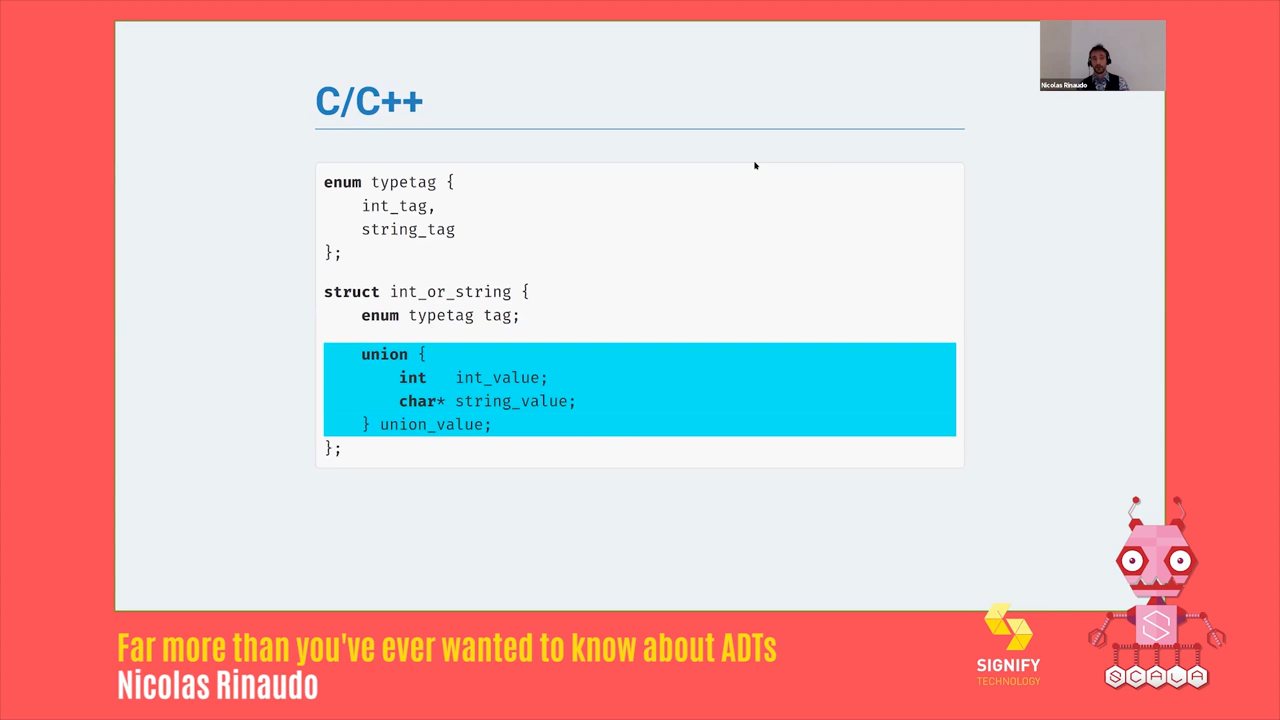 C/C++
Nicolas Rinaudo
enum typetag {
    int_tag,
    string_tag
};
struct int_or_string {
    enum typetag tag;
    union {
        int   int_value;
        char* string_value;
    } union_value;
};
Far more than you've ever wanted to know about ADTs
Nicolas Rinaudo
SIGNIFY
TECHNOLOGY
S
SCALA